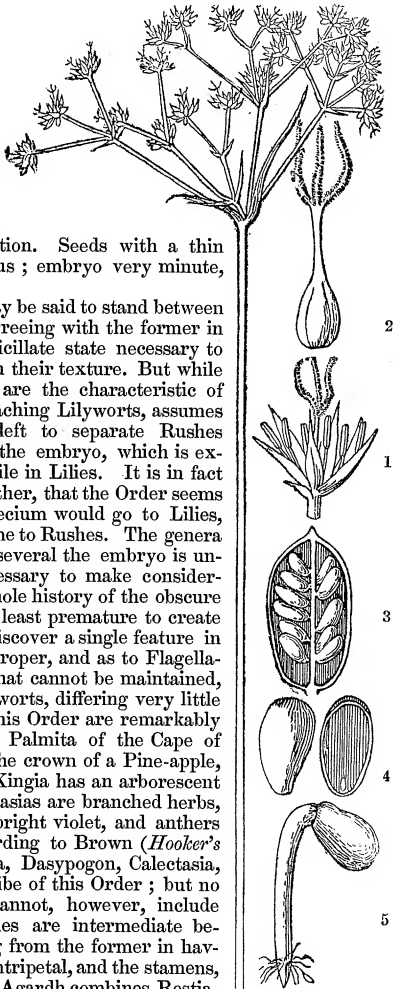 tion. Seeds with a thin
us ; embryo very minute,
y be said to stand between
reeing with the former in
icillate state necessary to
their texture. But while
are the characteristic of
aching Lilyworts, assumes
left to separate Rushes
the embryo, which is ex-
ile in Lilies. It is in fact
ther, that the Order seems
ecium would go to Lilies,
ne to Rushes. The genera
several the embryo is un-
essary to make consider-
hole history of the obscure
least premature to create
iscover a single feature in
roper, and as to Flagella-
hat cannot be maintained,
worts, differing very little
his Order are remarkably
Palmita of the Cape of
he crown of a Pine-apple,
Kingia has an arborescent
tasias are branched herbs,
bright violet, and anthers
rding to Brown (Hooker's
a, Dasypogon, Calectasia,
ibe of this Order ; but no
annot, however, include
es are intermediate be-
from the former in hav-
ntripetal, and the stamens,
Agardh combines Restia-
2
1
3
4
5